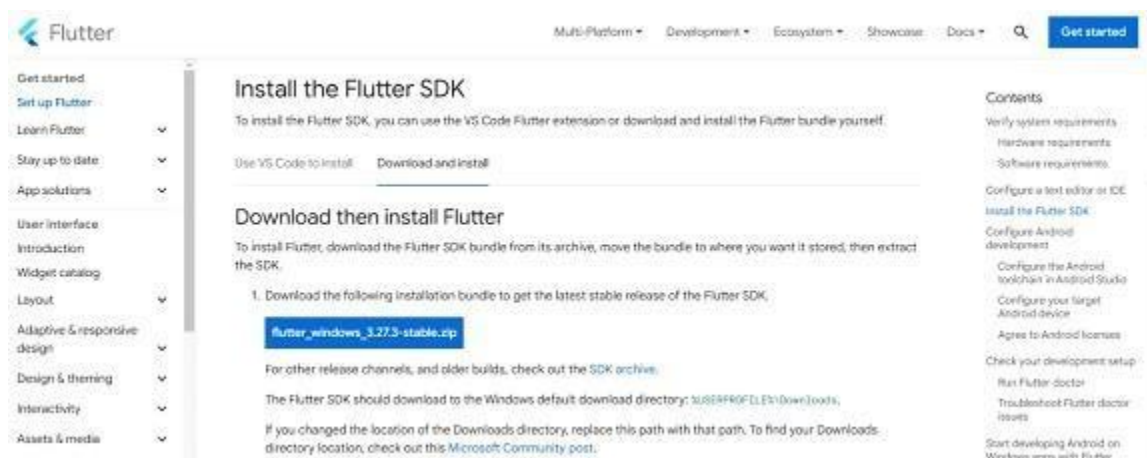 Flutter
Multi-Platform
Development
Ecosystem
Showcase
Docs
Get started
Get started
Set up Flutter
Learn Flutter
Stay up to date
App solutions
User interface
Introduction
Widget catalog
Layout
Adaptive & responsive
design
Design & theming
Interactivity
Assets & media
Install the Flutter SDK
To install the Flutter SDK, you can use the VS Code Flutter extension or download and install the Flutter bundle yourself.
Use VS Code to install
Download and install
Download then install Flutter
To install Flutter, download the Flutter SDK bundle from its archive, move the bundle to where you want it stored, then extract
the SDK.
1. Download the following installation bundle to get the latest stable release of the Flutter SDK.
flutter_windows_3.27.3-stable.zip
For other release channels, and older builds, check out the SDK archive.
The Flutter SDK should download to the Windows default download directory: %USERPROFILE%\Downloads.
If you changed the location of the Downloads directory, replace this path with that path. To find your Downloads
directory location, check out this Microsoft Community post.
Contents
Verify system requirements
Hardware requirements
Software requirements
Configure a text editor or IDE
Install the Flutter SDK
Configure Android
development
Configure the Android
toolchain in Android Studio
Configure your target
Android device
Agree to Android licenses
Check your development setup
Run Flutter doctor
Troubleshoot Flutter doctor
issues
Start developing Android on
Windows apps with Flutter